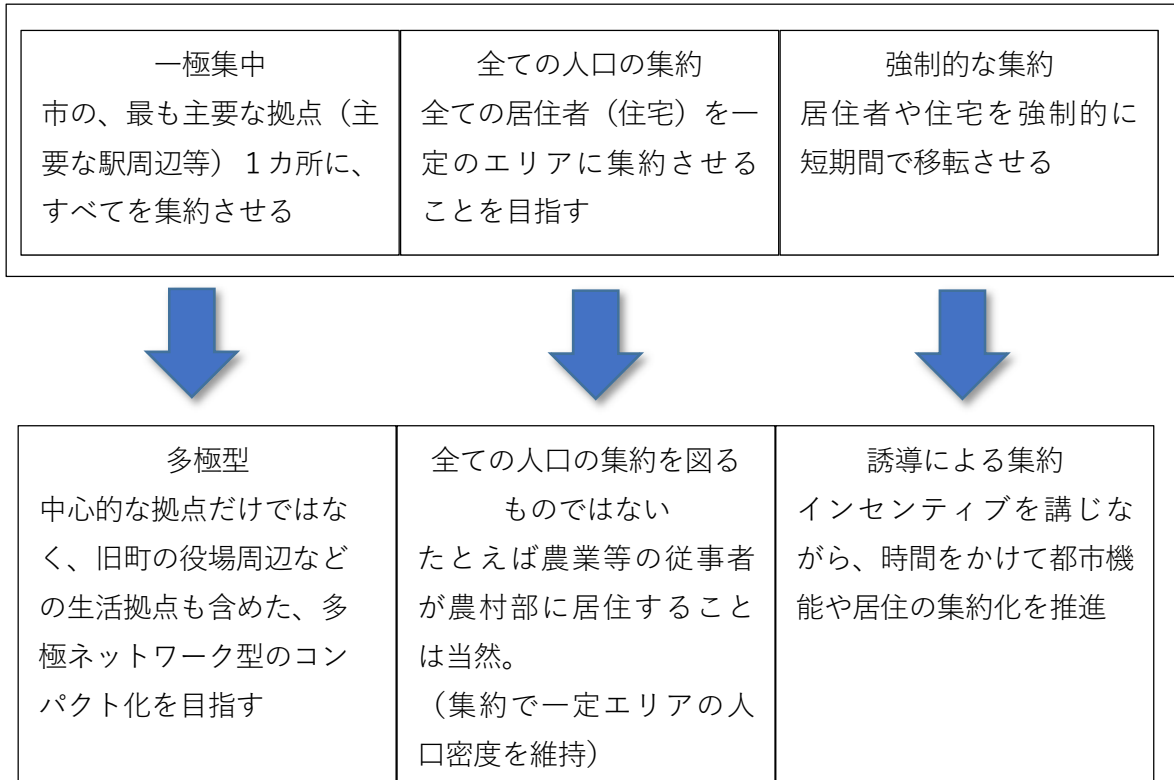 一極集中
市の、最も主要な拠点（主
要な駅周辺等）１カ所に、
すべてを集約させる
全ての人口の集約
全ての居住者（住宅）を一
定のエリアに集約させる
ことを目指す
強制的な集約
居住者や住宅を強制的に
短期間で移転させる
多極型
中心的な拠点だけではな
く、旧町の役場周辺など
の生活拠点も含めた、多
極ネットワーク型のコン
パクト化を目指す
全ての人口の集約を図る
ものではない
たとえば農業等の従事者
が農村部に居住すること
は当然。
（集約で一定エリアの人
口密度を維持）
誘導による集約
インセンティブを講じな
がら、時間をかけて都市機
能や居住の集約化を推進